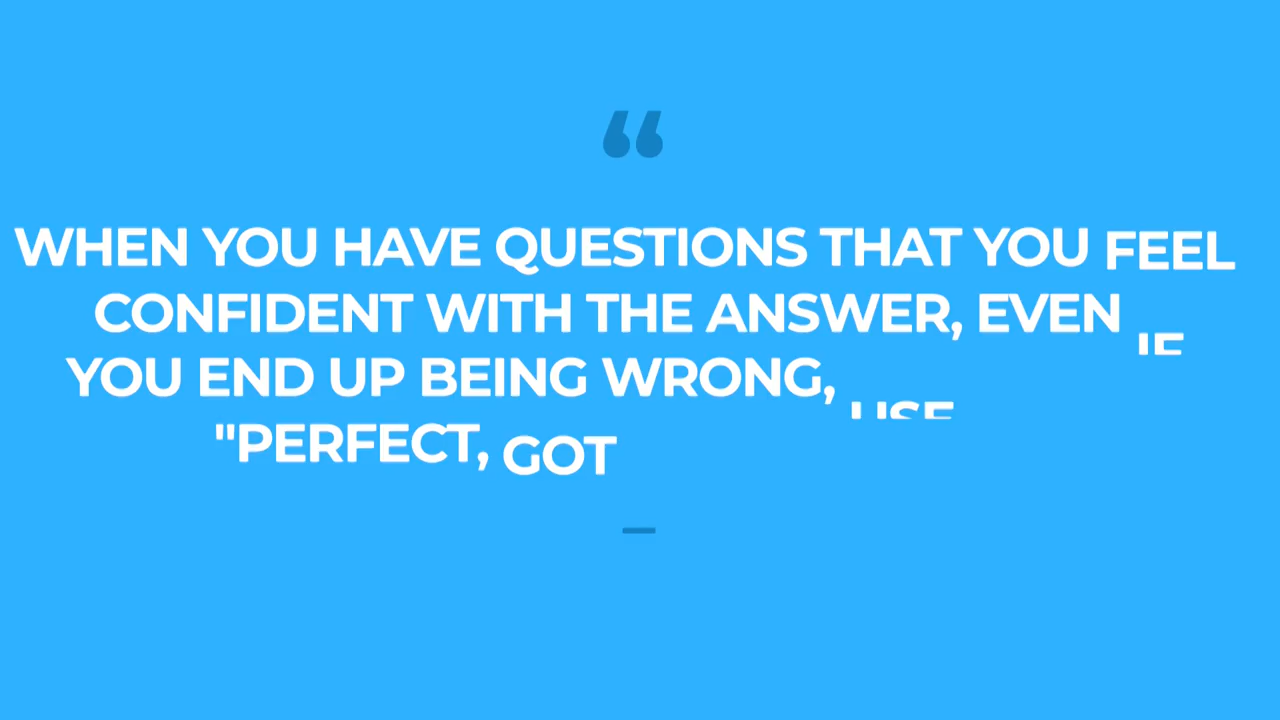 “
WHEN YOU HAVE QUESTIONS THAT YOU FEEL
CONFIDENT WITH THE ANSWER, EVEN IF
YOU END UP BEING WRONG, USE
"PERFECT, GOT